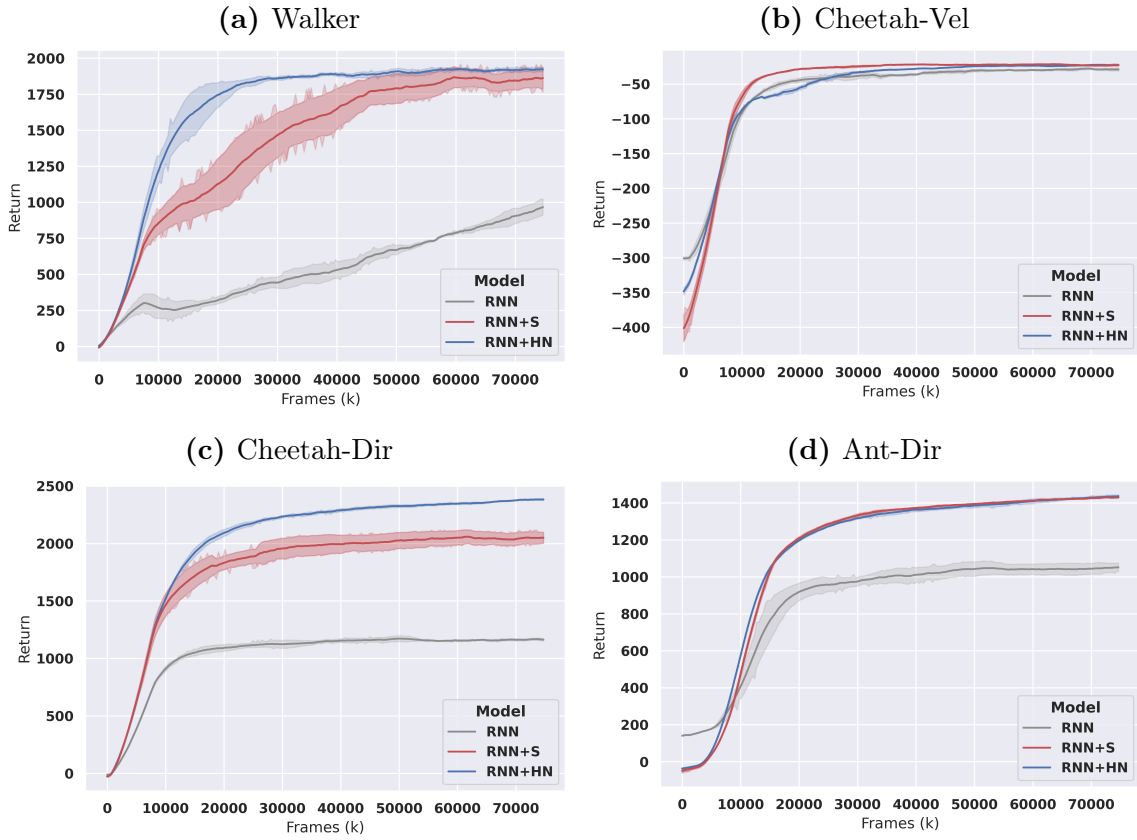 (a) Walker
2000
1750
1500
1250
1000
750
500
250
0
Return
0 10000 20000 30000 40000 50000 60000 70000
Frames (k)
Model
RNN
RNN+S
RNN+HN
(b) Cheetah-Vel
−50
−100
−150
−200
−250
−300
−350
−400
Return
0 10000 20000 30000 40000 50000 60000 70000
Frames (k)
Model
RNN
RNN+S
RNN+HN
(c) Cheetah-Dir
2500
2000
1500
1000
500
0
Return
0 10000 20000 30000 40000 50000 60000 70000
Frames (k)
Model
RNN
RNN+S
RNN+HN
(d) Ant-Dir
1400
1200
1000
800
600
400
200
0
Return
0 10000 20000 30000 40000 50000 60000 70000
Frames (k)
Model
RNN
RNN+S
RNN+HN